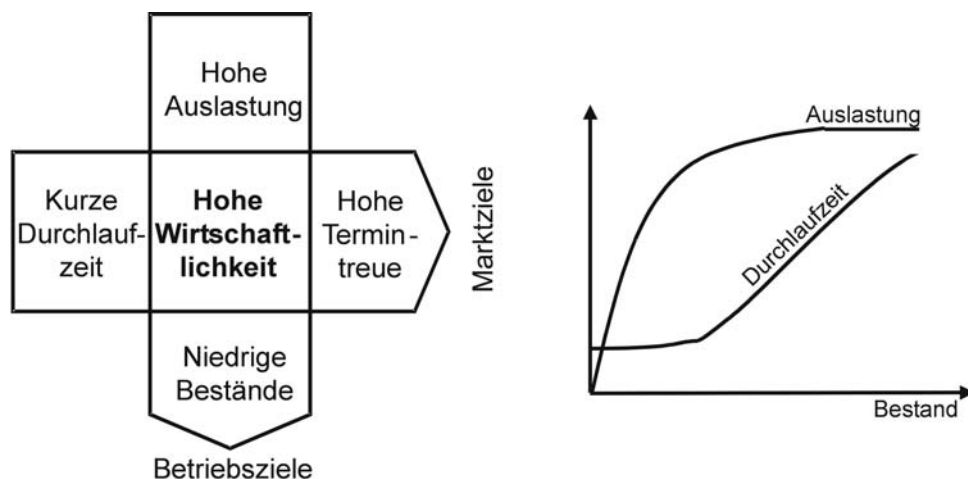 Hohe
Auslastung
Kurze
Durchlauf-
zeit
Hohe
Wirtschaft-
lichkeit
Hohe
Termin-
treue
Marktziele
Niedrige
Bestände
Betriebsziele
Auslastung
Durchlaufzeit
Bestand